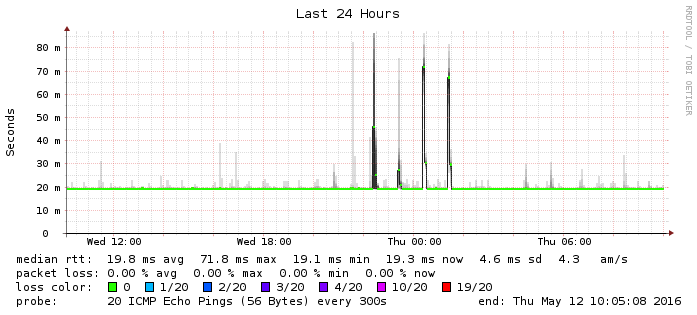 Last 24 Hours
RRDTOOL / TOBI OETIKER
Seconds
80 m
70 m
60 m
50 m
40 m
30 m
20 m
10 m
0
Wed 12:00 Wed 18:00 Thu 00:00 Thu 06:00
median rtt: 19.8 ms avg 71.8 ms max 19.1 ms min 19.3 ms now 4.6 ms sd 4.3 am/s
packet loss: 0.00 % avg 0.00 % max 0.00 % min 0.00 % now
loss color: 0 1/20 2/20 3/20 4/20 10/20 19/20
probe: 20 ICMP Echo Pings (56 Bytes) every 300s end: Thu May 12 10:05:08 2016